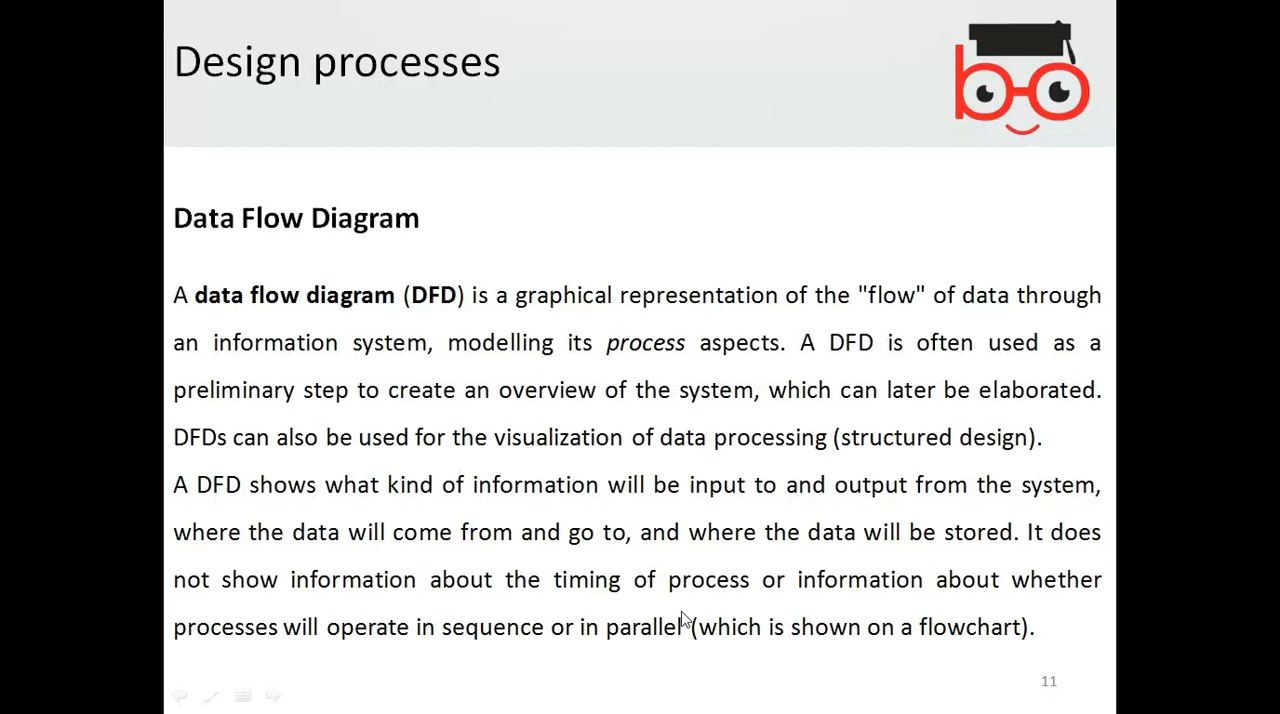 Design processes
Data Flow Diagram
A data flow diagram (DFD) is a graphical representation of the "flow" of data through
an information system, modelling its process aspects. A DFD is often used as a
preliminary step to create an overview of the system, which can later be elaborated.
DFDs can also be used for the visualization of data processing (structured design).
A DFD shows what kind of information will be input to and output from the system,
where the data will come from and go to, and where the data will be stored. It does
not show information about the timing of process or information about whether
processes will operate in sequence or in parallel (which is shown on a flowchart).
11